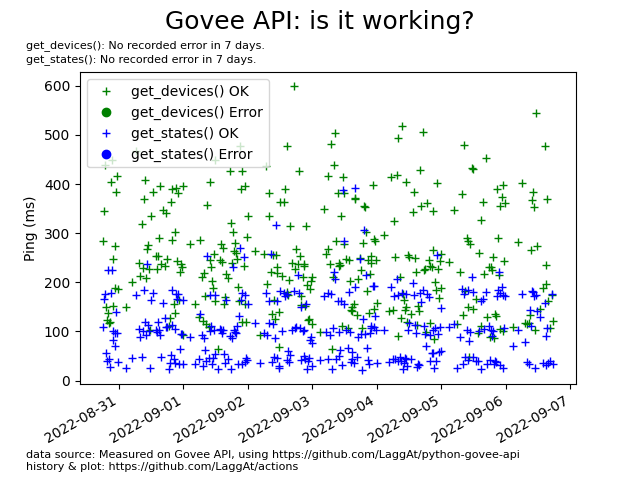 Govee API: is it working?
get_devices(): No recorded error in 7 days.
get_states(): No recorded error in 7 days.
get_devices() OK
get_devices() Error
get_states() OK
get_states() Error
600
500
400
300
200
100
0
Ping (ms)
2022-08-31
2022-09-01
2022-09-02
2022-09-03
2022-09-04
2022-09-05
2022-09-06
2022-09-07
data source: Measured on Govee API, using https://github.com/LaggAt/python-govee-api
history & plot: https://github.com/LaggAt/actions